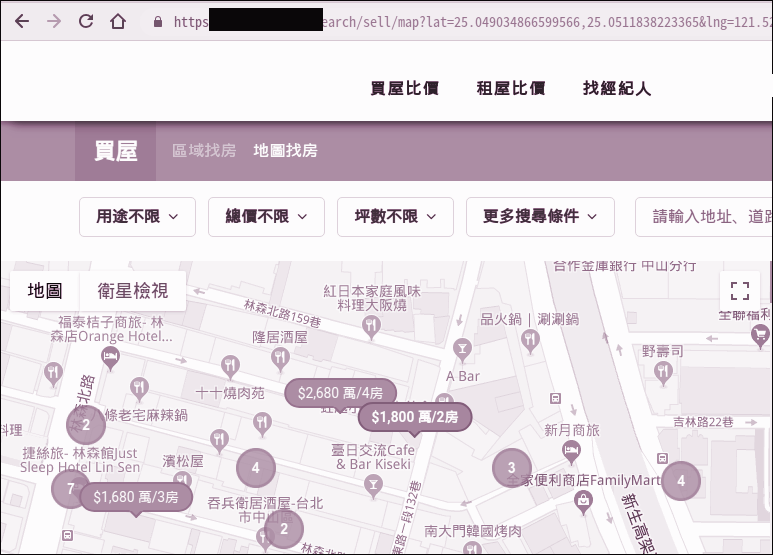 https
earch/sell/map?lat=25.049034866599566,25.0511838223365&lng=121.52
買屋比價 租屋比價 找經紀人
買屋 區域找房 地圖找房
用途不限 總價不限 坪數不限 更多搜尋條件 請輸入地址、道路
地圖 衛星檢視
合作金庫銀行 中山分行
紅日本家庭風味
料理大阪燒
林森北路159巷
全聯福利
福泰桔子商旅- 林
森店Orange Hotel...
品火鍋｜涮涮鍋
隆居酒屋
野壽司
A Bar
林森北路
十十燒肉苑
$2,680 萬/4房
$1,800 萬/2房
條老宅麻辣鍋
2
吉林路22巷
料理
新月商旅
捷絲旅- 林森館Just
Sleep Hotel Lin Sen
臺日交流Cafe
& Bar Kiseki
濱松屋
4
3
全家便利商店FamilyMart
4
7
$1,680 萬/3房
吞兵衛居酒屋-台北
市中山
2
東路一段132巷
南大門韓國烤肉
新生高架
林森北路